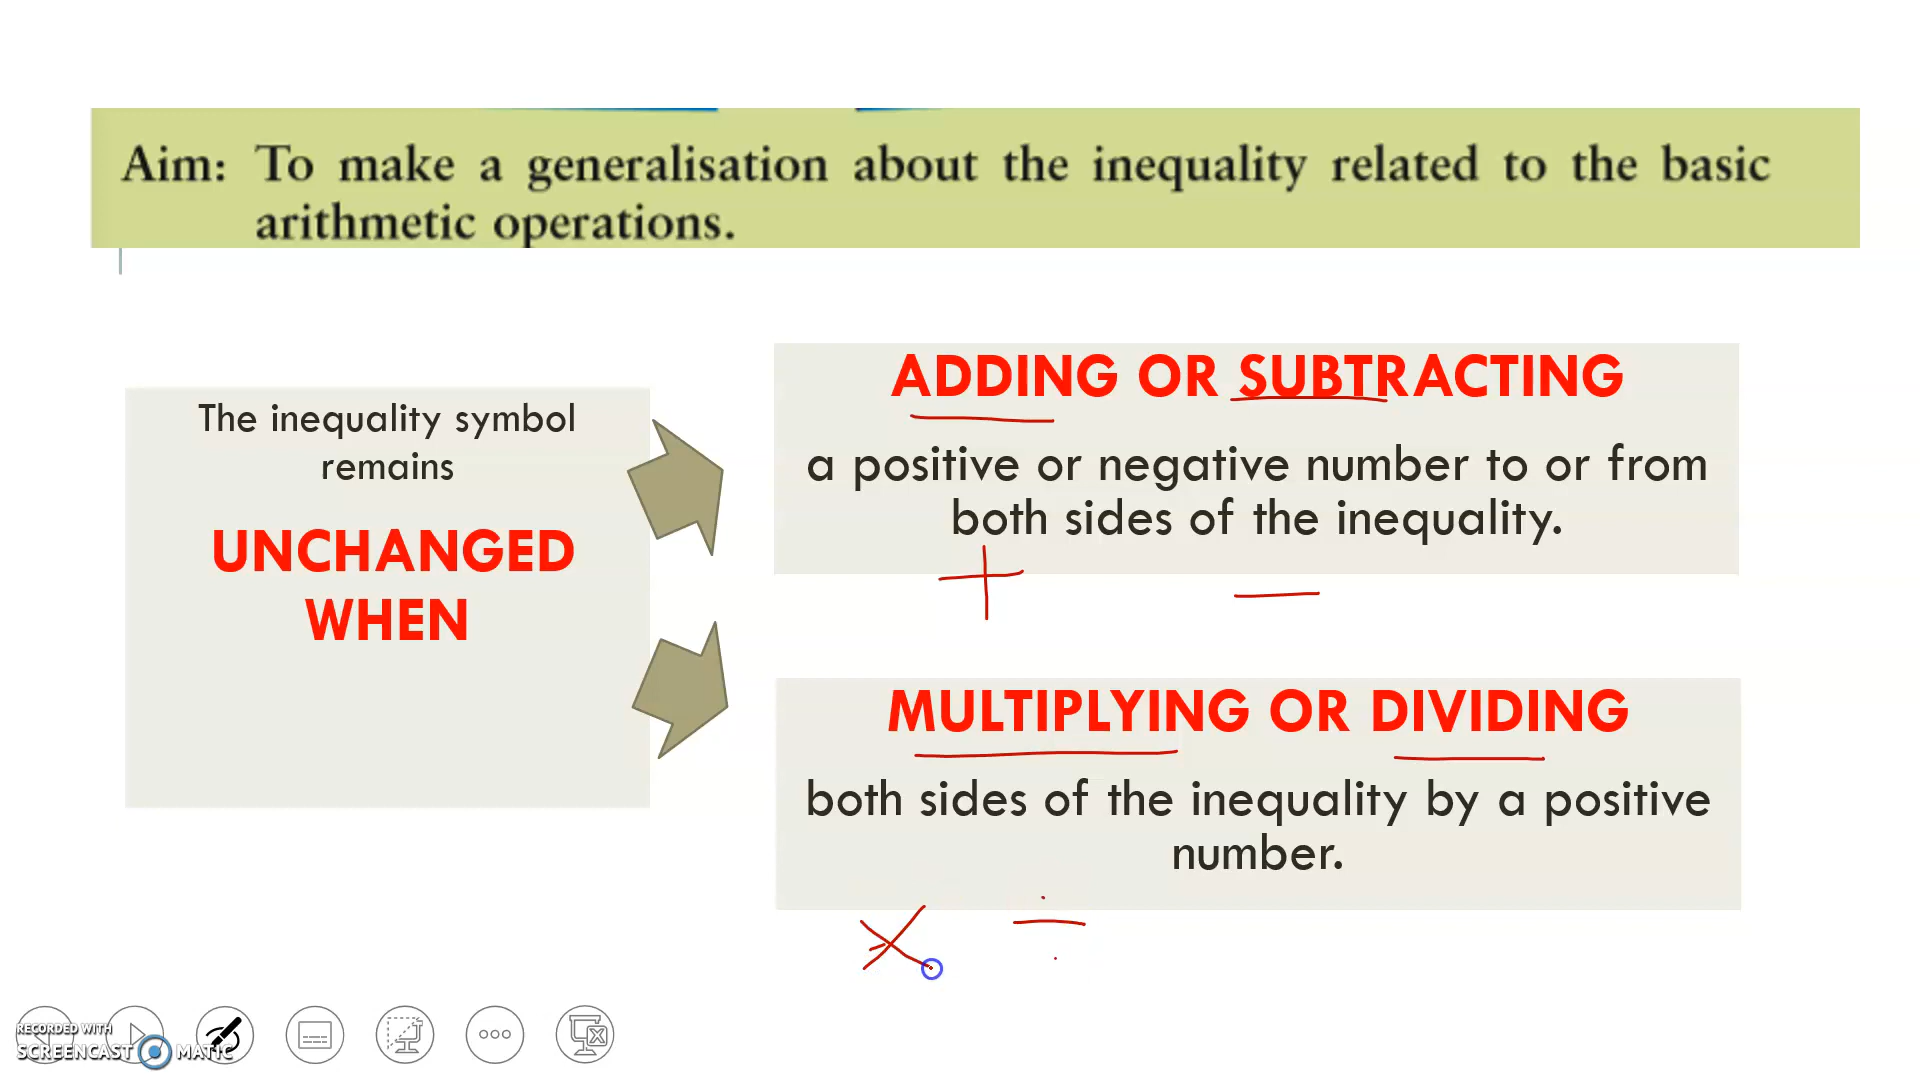 Aim: To make a generalisation about the inequality related to the basic
arithmetic operations.
The inequality symbol
remains
UNCHANGED
WHEN
ADDING OR SUBTRACTING
a positive or negative number to or from
both sides of the inequality.
+ −
MULTIPLYING OR DIVIDING
both sides of the inequality by a positive
number.
× ÷
RECORDED WITH
SCREENCAST MATIC